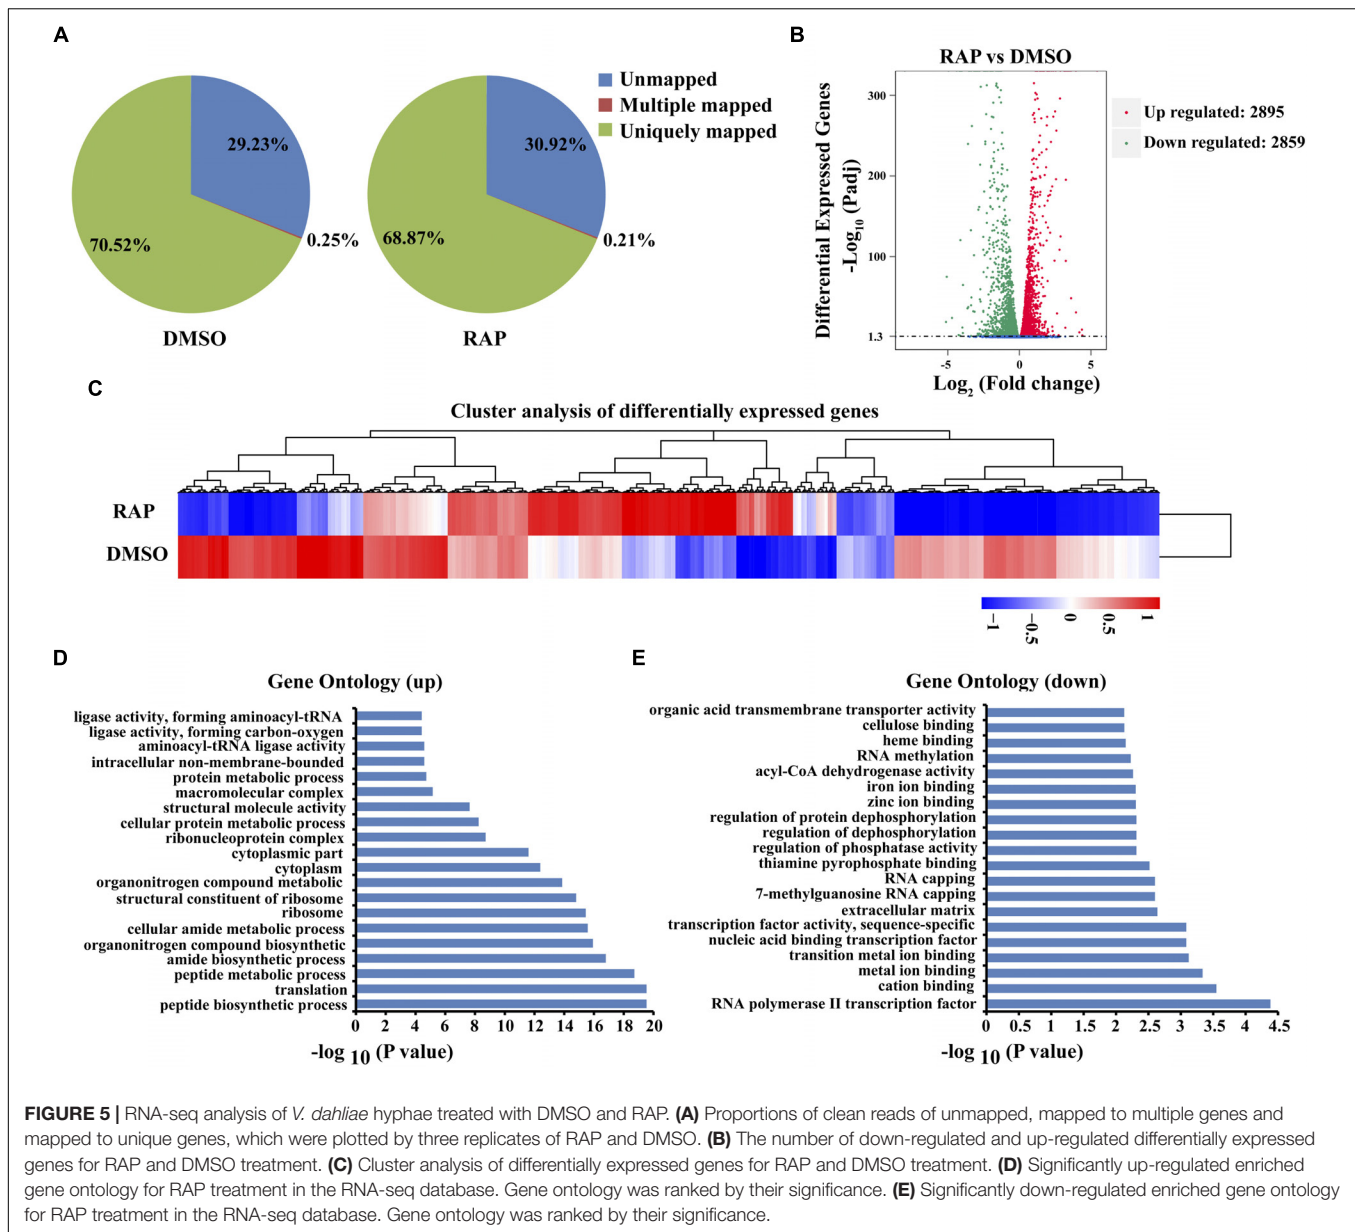 A
29.23%
70.52%
0.25%
DMSO
30.92%
68.87%
0.21%
RAP
Unmapped
Multiple mapped
Uniquely mapped
B
RAP vs DMSO
Differential Expressed Genes
-Log10 (Padj)
300
200
100
1.3
-5
0
5
Log2 (Fold change)
Up regulated: 2895
Down regulated: 2859
C
Cluster analysis of differentially expressed genes
RAP
DMSO
−1
−0.5
0
0.5
1
D
Gene Ontology (up)
ligase activity, forming aminoacyl-tRNA
ligase activity, forming carbon-oxygen
aminoacyl-tRNA ligase activity
intracellular non-membrane-bounded
protein metabolic process
macromolecular complex
structural molecule activity
cellular protein metabolic process
ribonucleoprotein complex
cytoplasmic part
cytoplasm
organonitrogen compound metabolic
structural constituent of ribosome
ribosome
cellular amide metabolic process
organonitrogen compound biosynthetic
amide biosynthetic process
peptide metabolic process
translation
peptide biosynthetic process
0 2 4 6 8 10 12 14 16 18 20
-log 10 (P value)
E
Gene Ontology (down)
organic acid transmembrane transporter activity
cellulose binding
heme binding
RNA methylation
acyl-CoA dehydrogenase activity
iron ion binding
zinc ion binding
regulation of protein dephosphorylation
regulation of dephosphorylation
regulation of phosphatase activity
thiamine pyrophosphate binding
RNA capping
7-methylguanosine RNA capping
extracellular matrix
transcription factor activity, sequence-specific
nucleic acid binding transcription factor
transition metal ion binding
metal ion binding
cation binding
RNA polymerase II transcription factor
0 0.5 1 1.5 2 2.5 3 3.5 4 4.5
-log 10 (P value)
FIGURE 5 | RNA-seq analysis of V. dahliae hyphae treated with DMSO and RAP. (A) Proportions of clean reads of unmapped, mapped to multiple genes and
mapped to unique genes, which were plotted by three replicates of RAP and DMSO. (B) The number of down-regulated and up-regulated differentially expressed
genes for RAP and DMSO treatment. (C) Cluster analysis of differentially expressed genes for RAP and DMSO treatment. (D) Significantly up-regulated enriched
gene ontology for RAP treatment in the RNA-seq database. Gene ontology was ranked by their significance. (E) Significantly down-regulated enriched gene ontology
for RAP treatment in the RNA-seq database. Gene ontology was ranked by their significance.